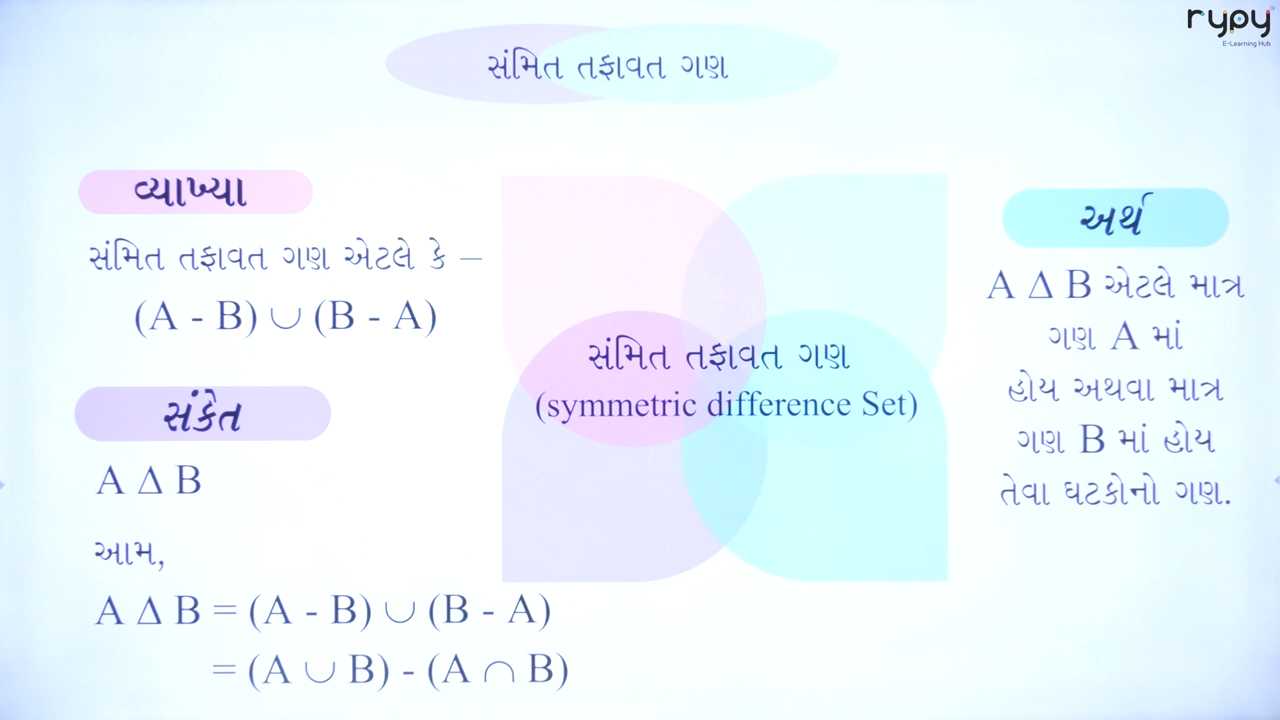 rypy
E-Learning Hub
સંમિત તફાવત ગણ
વ્યાખ્યા
સંમિત તફાવત ગણ એટલે કે –
(A - B) ∪ (B - A)
સંકેત
A Δ B
આમ,
A Δ B = (A - B) ∪ (B - A)
= (A ∪ B) - (A ∩ B)
સંમિત તફાવત ગણ
(symmetric difference Set)
અર્થ
A Δ B એટલે માત્ર
ગણ A માં
હોય અથવા માત્ર
ગણ B માં હોય
તેવા ઘટકોનો ગણ.